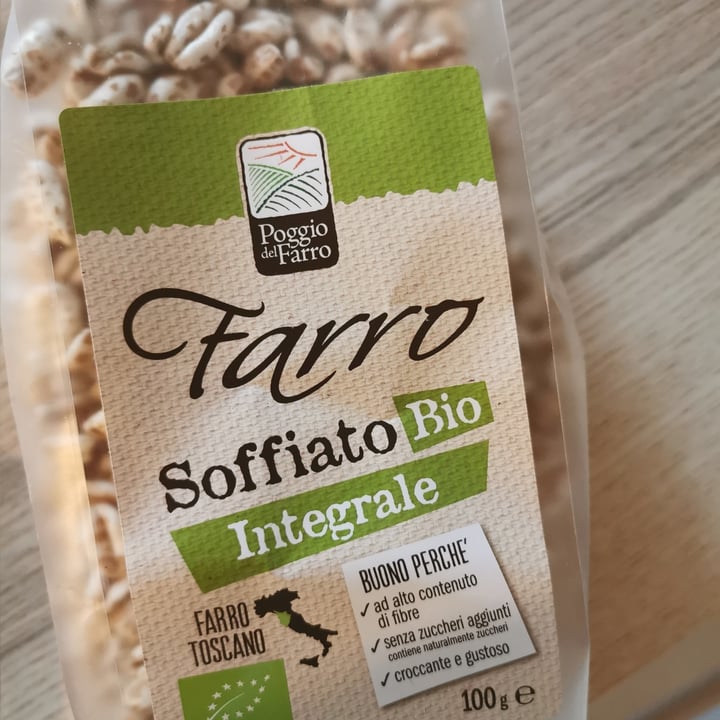 Poggio
del Farro
Farro
Soffiato Bio
Integrale
FARRO
TOSCANO
BUONO PERCHE'
✓ ad alto contenuto
di fibre
✓ senza zuccheri aggiunti
contiene naturalmente zuccheri
✓ croccante e gustoso
100g ℮